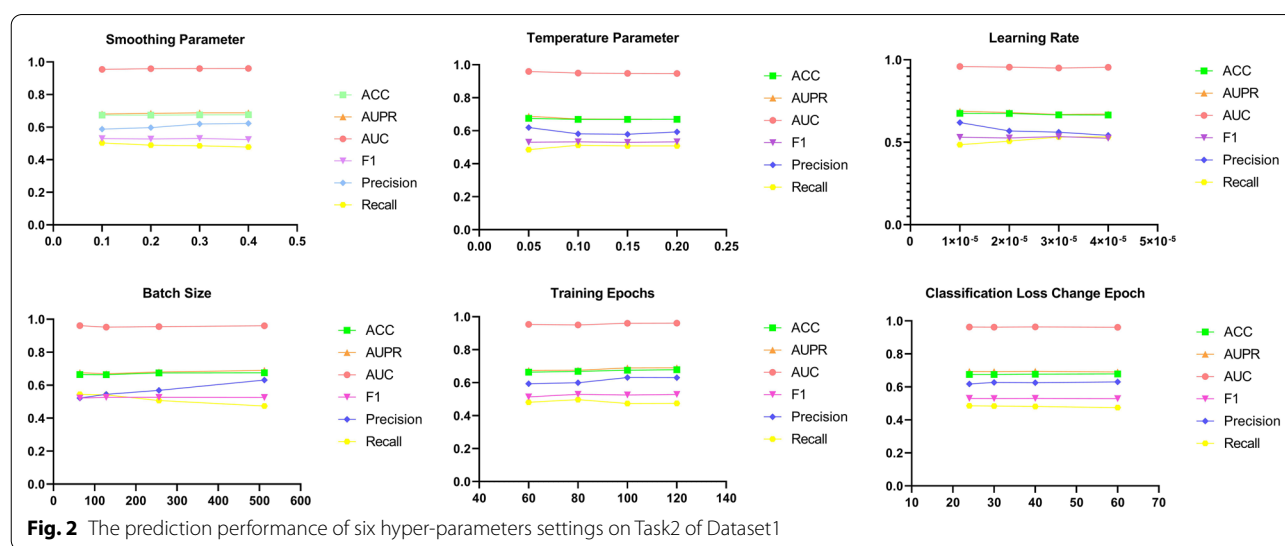 Smoothing Parameter
1.0
0.8
0.6
0.4
0.2
0.0
0.0 0.1 0.2 0.3 0.4 0.5
ACC
AUPR
AUC
F1
Precision
Recall
Temperature Parameter
1.0
0.8
0.6
0.4
0.2
0.0
0.00 0.05 0.10 0.15 0.20 0.25
ACC
AUPR
AUC
F1
Precision
Recall
Learning Rate
1.0
0.5
0.0
0 1×10⁻⁵ 2×10⁻⁵ 3×10⁻⁵ 4×10⁻⁵ 5×10⁻⁵
ACC
AUPR
AUC
F1
Precision
Recall
Batch Size
1.0
0.8
0.6
0.4
0.2
0.0
100 200 300 400 500 600
ACC
AUPR
AUC
F1
Precision
Recall
Training Epochs
1.0
0.8
0.6
0.4
0.2
0.0
40 60 80 100 120 140
ACC
AUPR
AUC
F1
Precision
Recall
Classification Loss Change Epoch
1.0
0.8
0.6
0.4
0.2
0.0
10 20 30 40 50 60 70
ACC
AUPR
AUC
F1
Precision
Recall
Fig. 2 The prediction performance of six hyper-parameters settings on Task2 of Dataset1